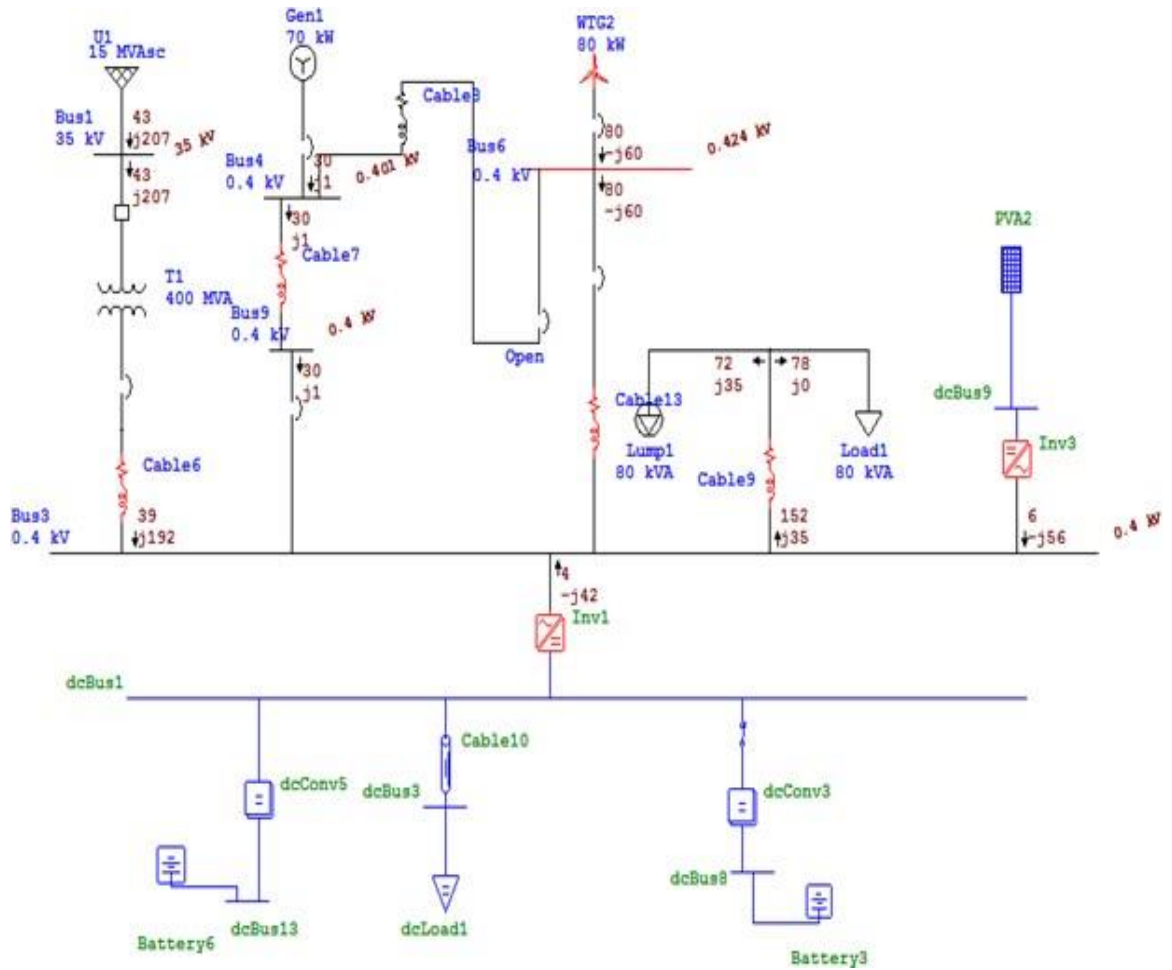 U1
15 MVAsc
Gen1
70 kW
WTG2
80 kW
Cable8
Bus1
35 kV
43
j207
35 kV
43
j207
Bus4
0.4 kV
30
j1
0.401 kV
Bus6
0.4 kV
80
-j60
0.424 kV
80
-j60
PVA2
30
j1
Cable7
T1
400 MVA
Bus9
0.4 kV
0.4 kV
30
j1
Open
72
j35
78
j0
Cable13
Lump1
80 kVA
Load1
80 kVA
dcBus9
Inv3
Cable6
Cable9
Bus3
0.4 kV
39
j192
152
j35
6
-j56
0.4 kV
4
-j42
Inv1
dcBus1
Cable10
dcConv5
dcBus3
dcConv3
dcBus8
Battery6
dcBus13
dcLoad1
Battery3